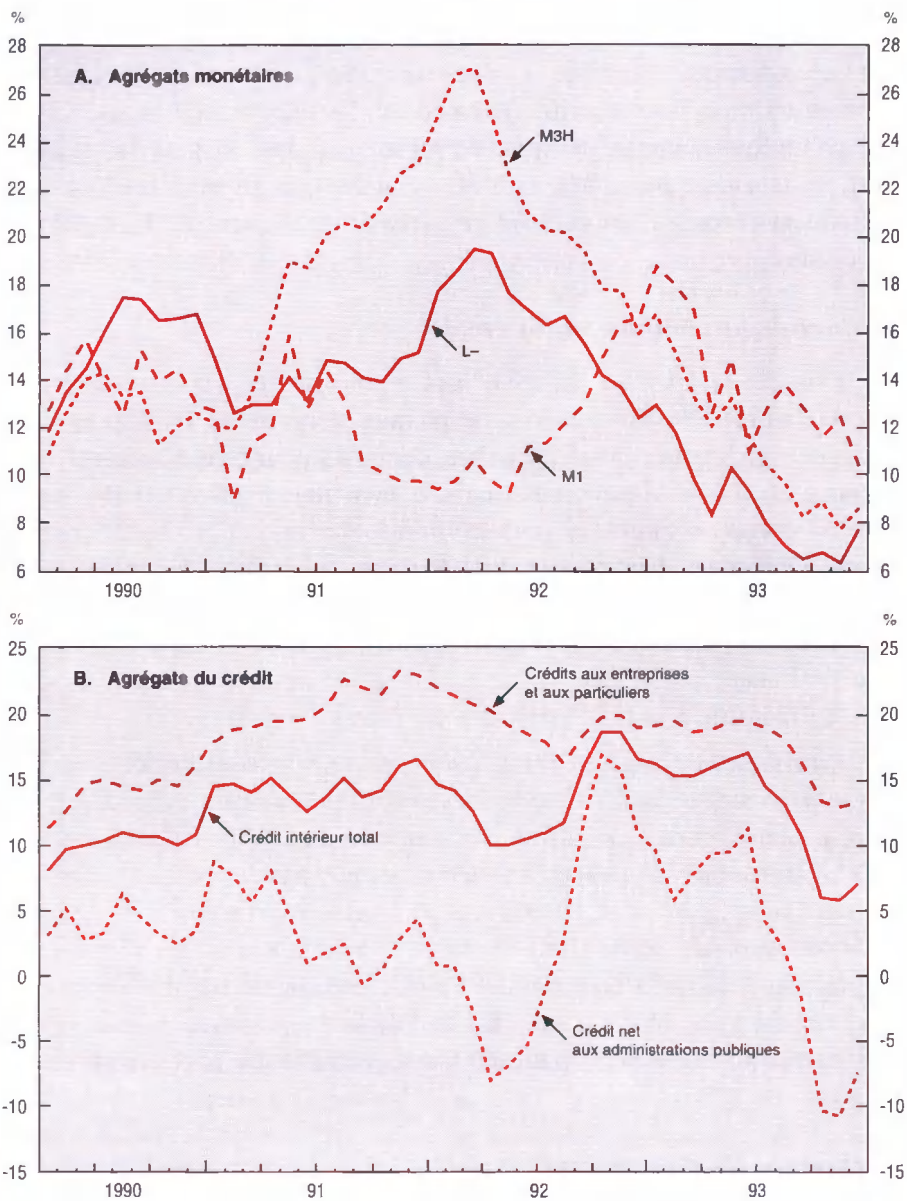 % %
28 28
A. Agrégats monétaires
26 26
M3H
24 24
22 22
20 20
18 18
16 16
L–
14 14
12 12
10 10
M1
8 8
6 6
1990 91 92 93
% %
25 25
B. Agrégats du crédit
Crédits aux entreprises
et aux particuliers
20 20
15 15
Crédit intérieur total
10 10
5 5
0 0
-5 -5
Crédit net
aux administrations publiques
-10 -10
-15 -15
1990 91 92 93